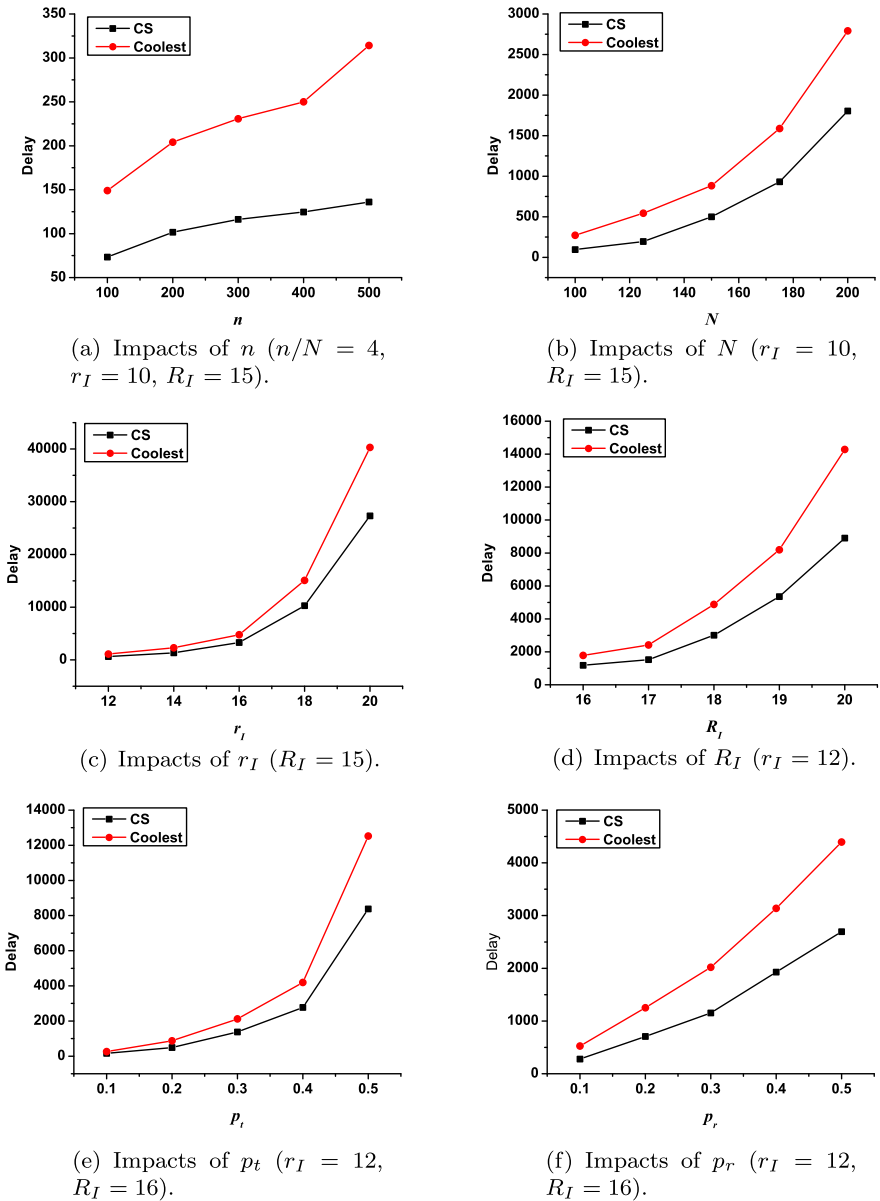 CS
Coolest
350
300
250
200
150
100
50
Delay
100 200 300 400 500
n
(a) Impacts of n (n/N = 4,
r_I = 10, R_I = 15).
CS
Coolest
3000
2500
2000
1500
1000
500
0
Delay
100 120 140 160 180 200
N
(b) Impacts of N (r_I = 10,
R_I = 15).
CS
Coolest
40000
30000
20000
10000
0
Delay
12 14 16 18 20
r_I
(c) Impacts of r_I (R_I = 15).
CS
Coolest
16000
14000
12000
10000
8000
6000
4000
2000
0
Delay
16 17 18 19 20
R_I
(d) Impacts of R_I (r_I = 12).
CS
Coolest
14000
12000
10000
8000
6000
4000
2000
0
Delay
0.1 0.2 0.3 0.4 0.5
p_t
(e) Impacts of p_t (r_I = 12,
R_I = 16).
CS
Coolest
5000
4000
3000
2000
1000
0
Delay
0.1 0.2 0.3 0.4 0.5
p_r
(f) Impacts of p_r (r_I = 12,
R_I = 16).